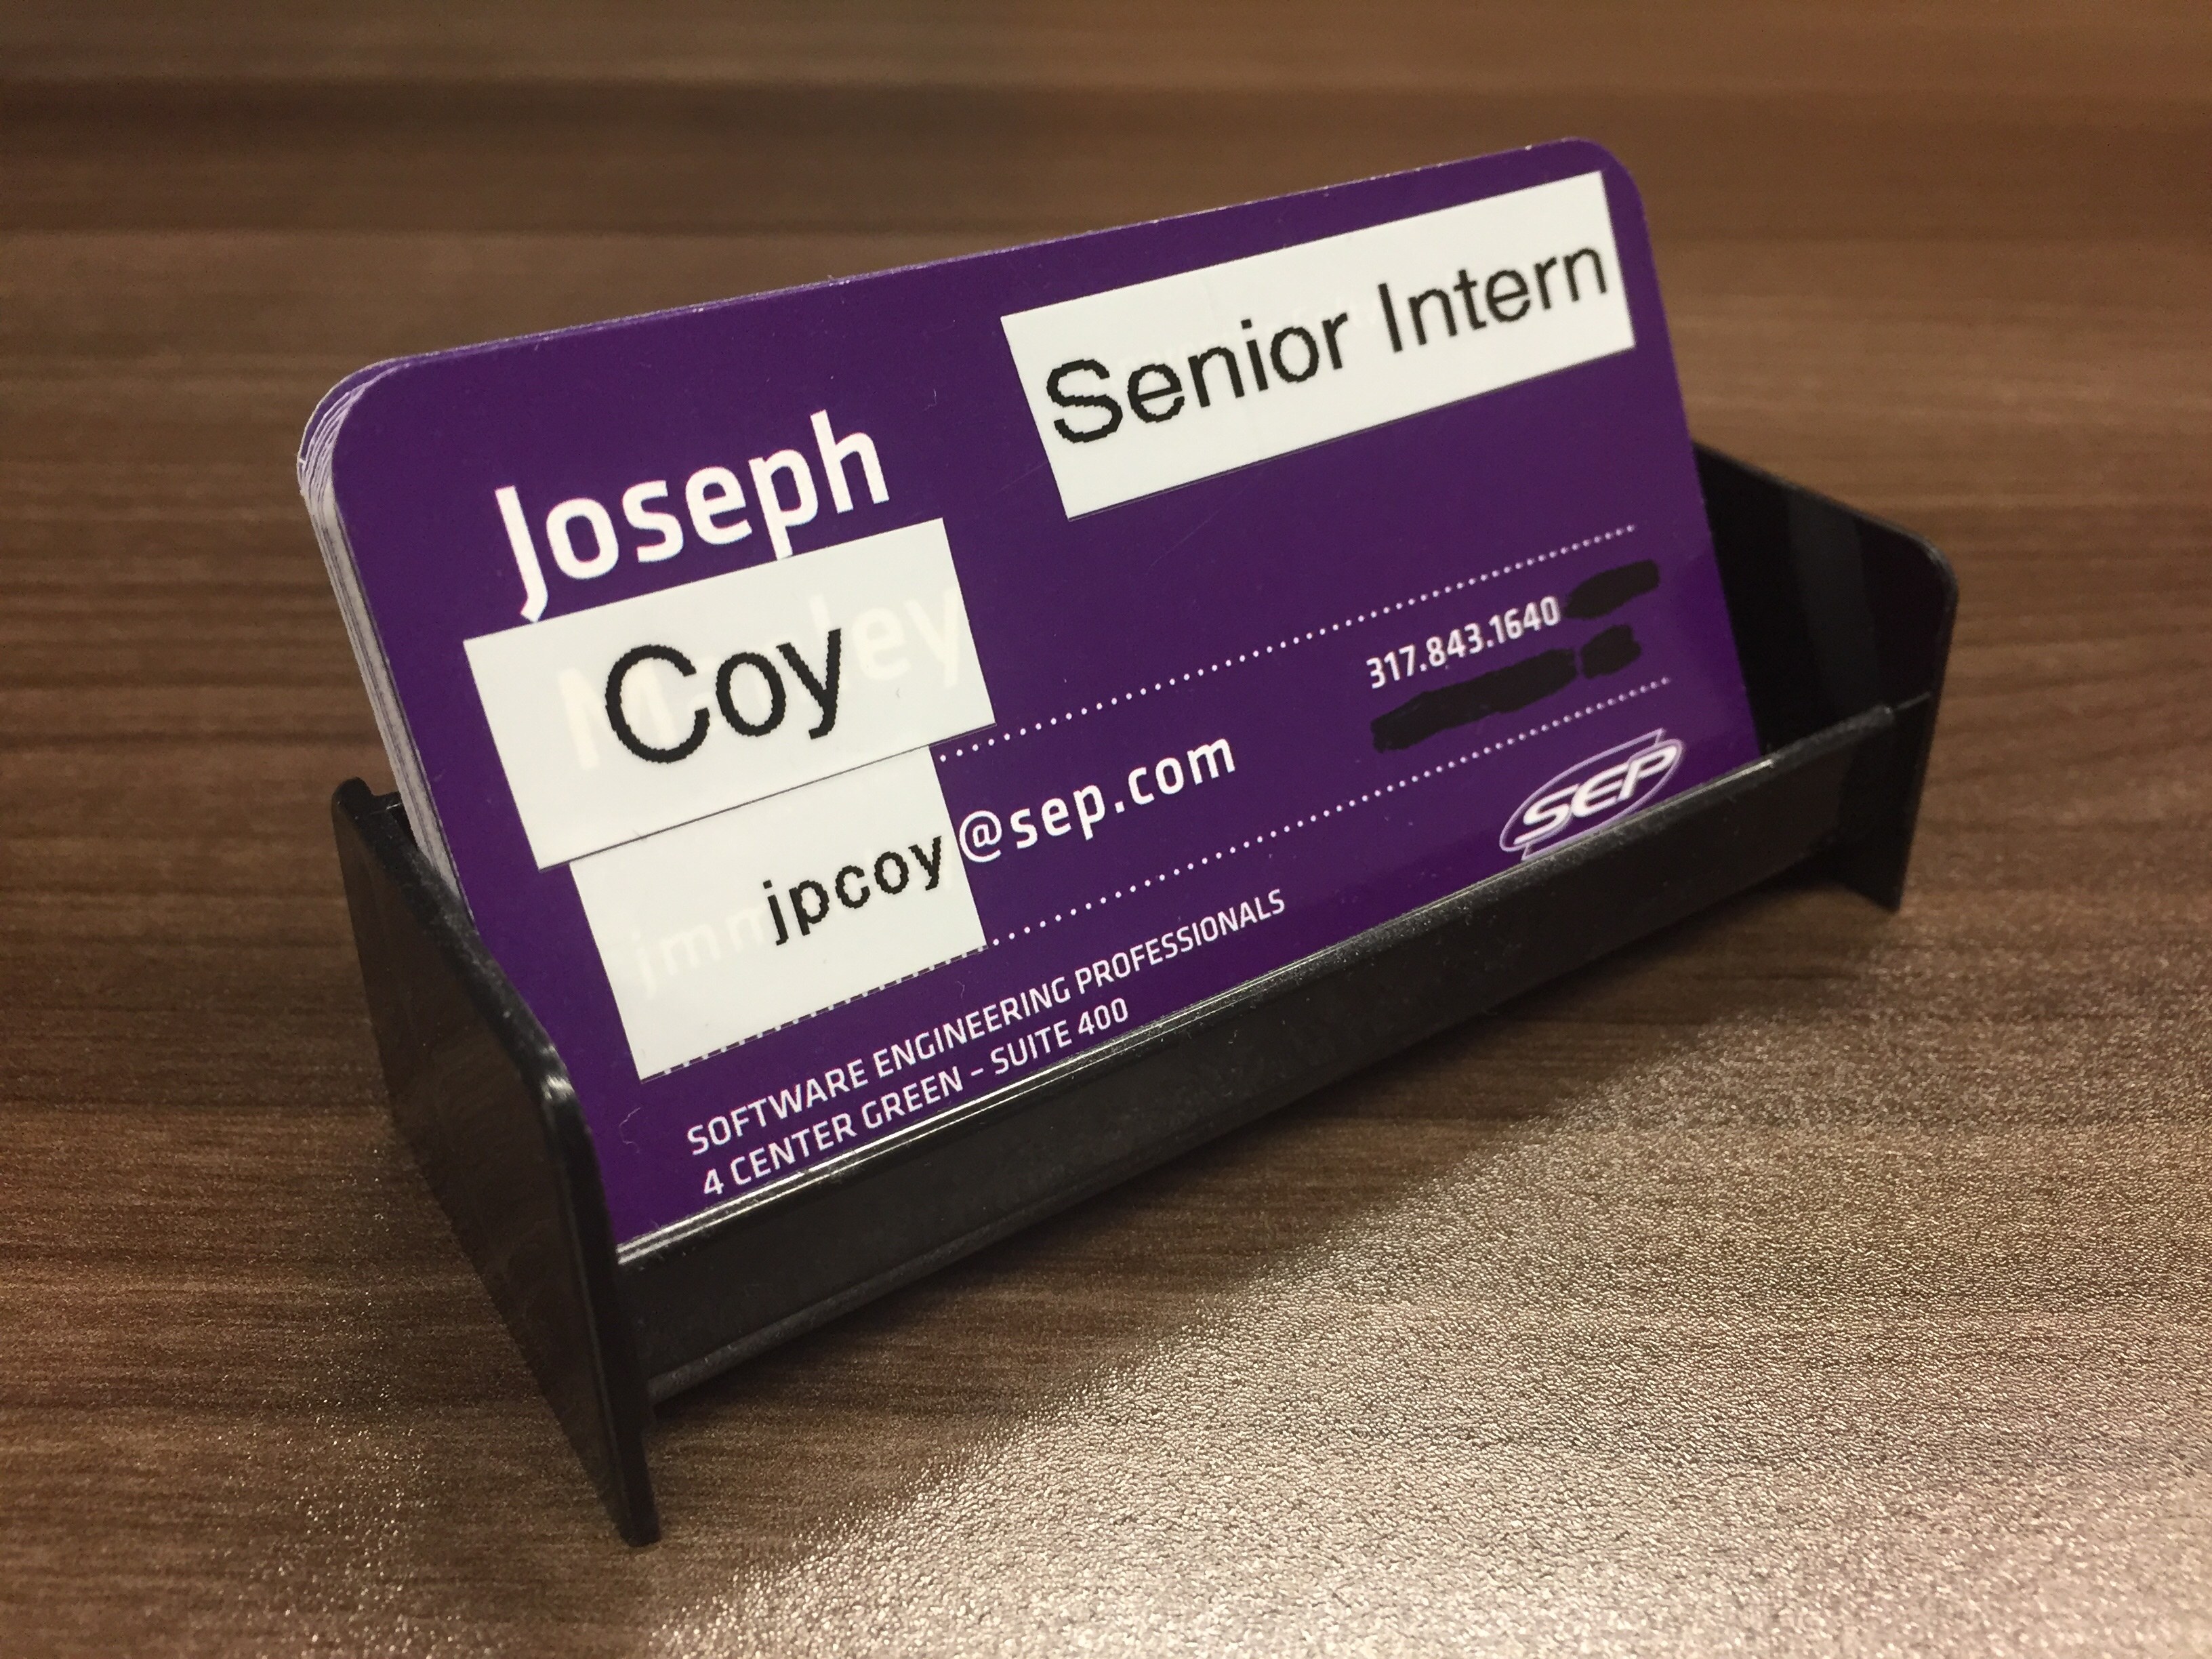 Joseph
Senior Intern
Coy
317.843.1640
jpcoy@sep.com
SEP
SOFTWARE ENGINEERING PROFESSIONALS
4 CENTER GREEN - SUITE 400